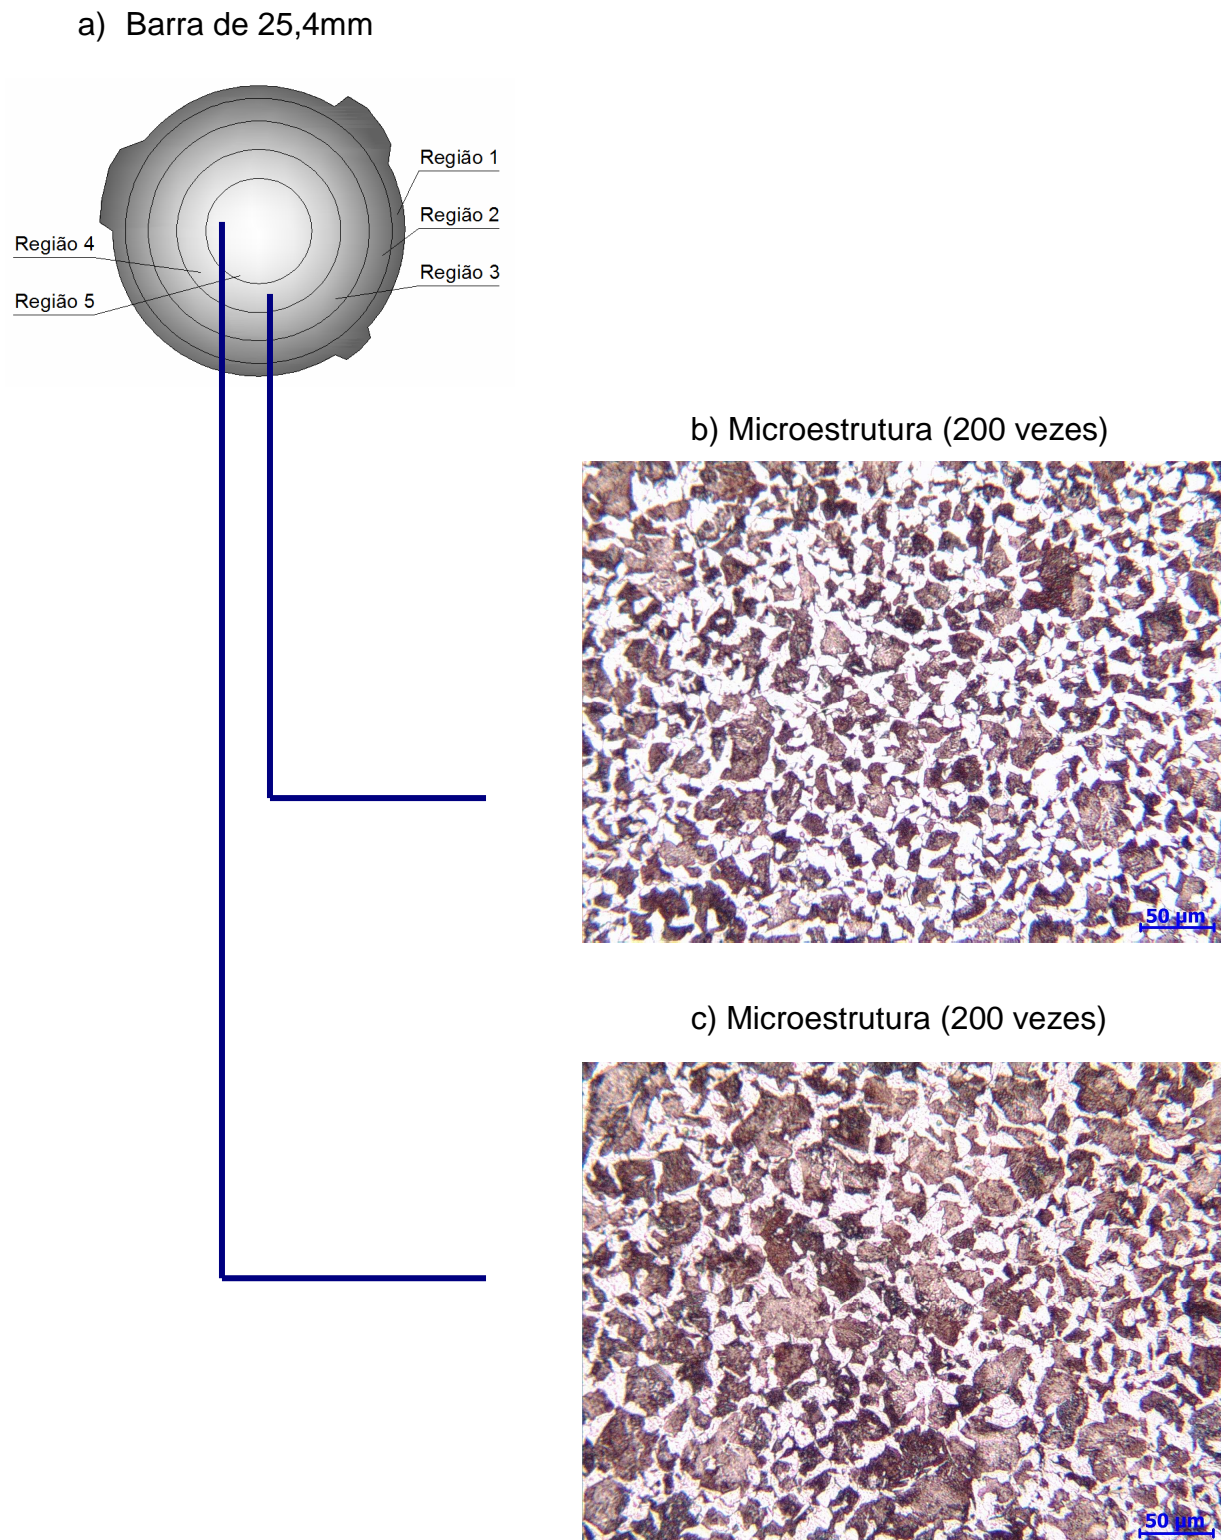 a) Barra de 25,4mm
Região 1
Região 2
Região 4
Região 3
Região 5
b) Microestrutura (200 vezes)
50 µm
c) Microestrutura (200 vezes)
50 µm